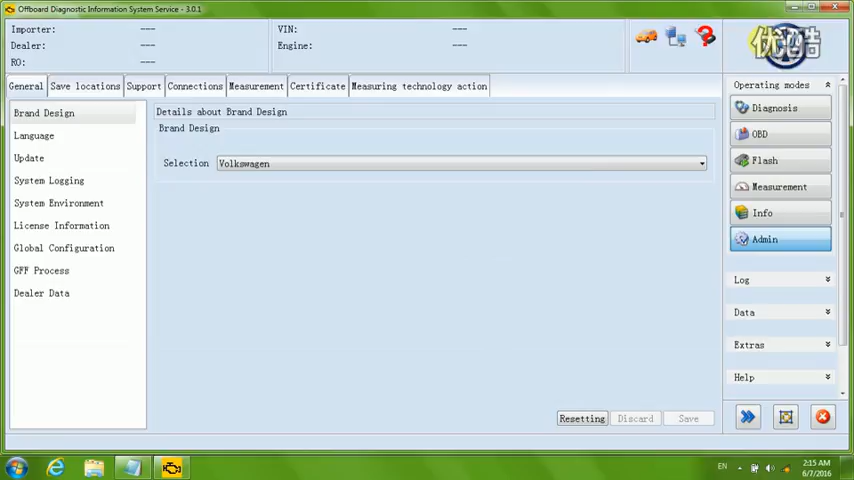 Offboard Diagnostic Information System Service - 3.0.1
Importer: ---
Dealer: ---
RO: ---
VIN: ---
Engine: ---
优酷
General Save locations Support Connections Measurement Certificate Measuring technology action
Brand Design
Language
Update
System Logging
System Environment
License Information
Global Configuration
GFF Process
Dealer Data
Details about Brand Design
Brand Design
Selection Volkswagen
Resetting Discard Save
Operating modes
Diagnosis
OBD
Flash
Measurement
Info
Admin
Log
Data
Extras
Help
EN
2:15 AM
6/7/2016